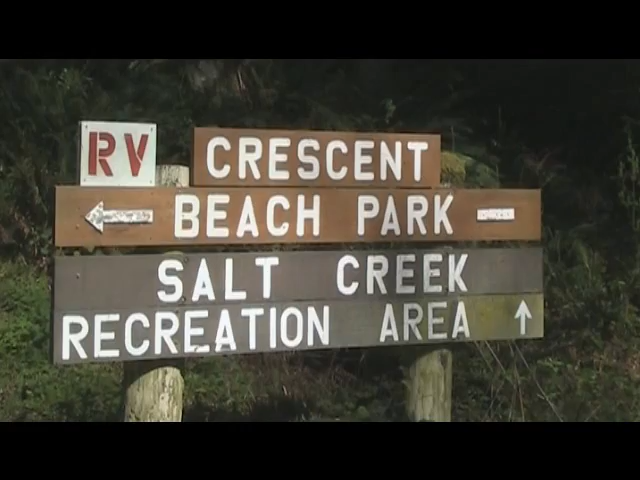 RV
CRESCENT
BEACH PARK
SALT CREEK
RECREATION AREA